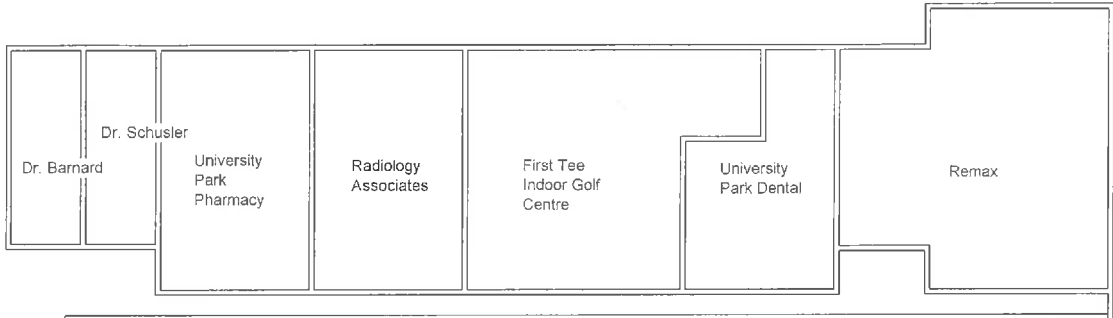 Dr. Barnard
Dr. Schusler
University
Park
Pharmacy
Radiology
Associates
First Tee
Indoor Golf
Centre
University
Park Dental
Remax